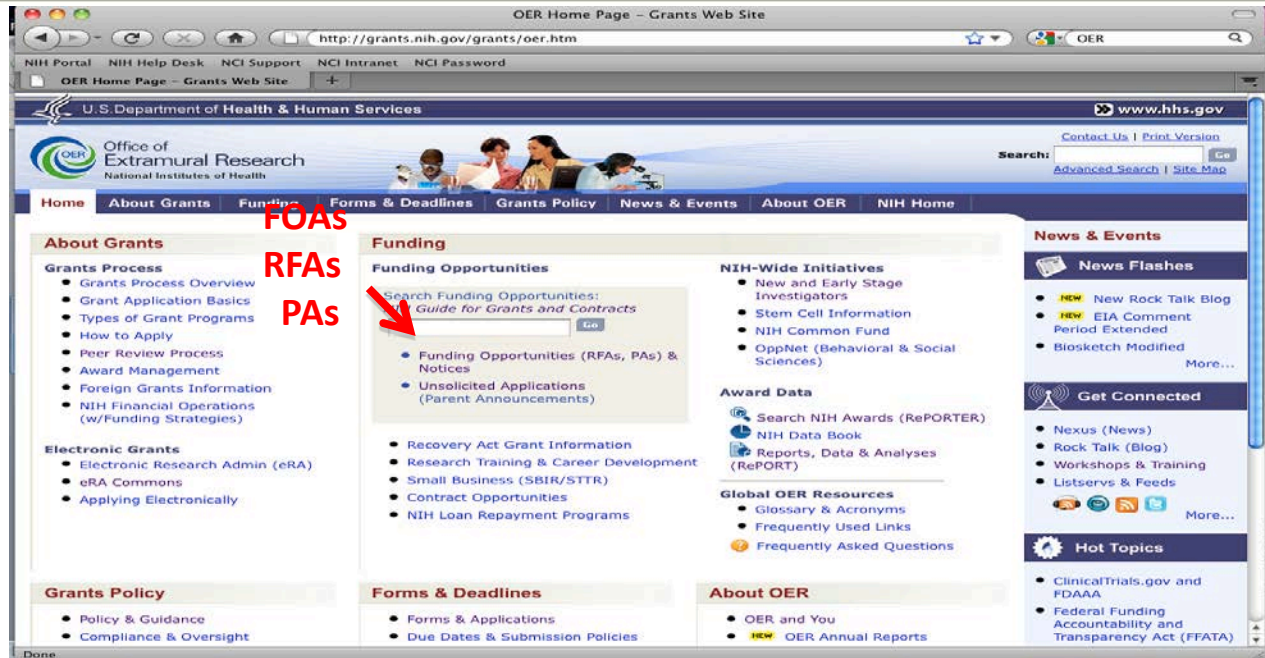 OER Home Page – Grants Web Site
http://grants.nih.gov/grants/oer.htm
OER
NIH Portal NIH Help Desk NCI Support NCI Intranet NCI Password
OER Home Page – Grants Web Site +
U.S.Department of Health & Human Services
www.hhs.gov
OER
Office of
Extramural Research
National Institutes of Health
Contact Us | Print Version
Search: Go
Advanced Search | Site Map
Home About Grants Funding Forms & Deadlines Grants Policy News & Events About OER NIH Home
FOAs
RFAs
PAs
About Grants
Grants Process
Grants Process Overview
Grant Application Basics
Types of Grant Programs
How to Apply
Peer Review Process
Award Management
Foreign Grants Information
NIH Financial Operations
(w/Funding Strategies)
Electronic Grants
Electronic Research Admin (eRA)
eRA Commons
Applying Electronically
Funding
Funding Opportunities
Search Funding Opportunities:
Guide for Grants and Contracts
Go
Funding Opportunities (RFAs, PAs) &
Notices
Unsolicited Applications
(Parent Announcements)
Recovery Act Grant Information
Research Training & Career Development
Small Business (SBIR/STTR)
Contract Opportunities
NIH Loan Repayment Programs
NIH-Wide Initiatives
New and Early Stage
Investigators
Stem Cell Information
NIH Common
Fund
OppNet (Behavioral & Social
Sciences)
Award Data
Search NIH Awards (RePORTER)
NIH Data Book
Reports, Data & Analyses
(RePORT)
Global OER Resources
Glossary & Acronyms
Frequently Used Links
Frequently Asked Questions
News & Events
News Flashes
NEW New Rock Talk Blog
NEW EIA Comment
Period Extended
Biosketch Modified
More...
Get Connected
Nexus (News)
Rock Talk (Blog)
Workshops & Training
Listservs & Feeds
More...
Hot Topics
ClinicalTrials.gov and
FDAAA
Federal Funding
Accountability and
Transparency Act (FFATA)
Grants Policy
Policy & Guidance
Compliance & Oversight
Forms & Deadlines
Forms & Applications
Due Dates & Submission Policies
About OER
OER and You
NEW OER Annual Reports
Done